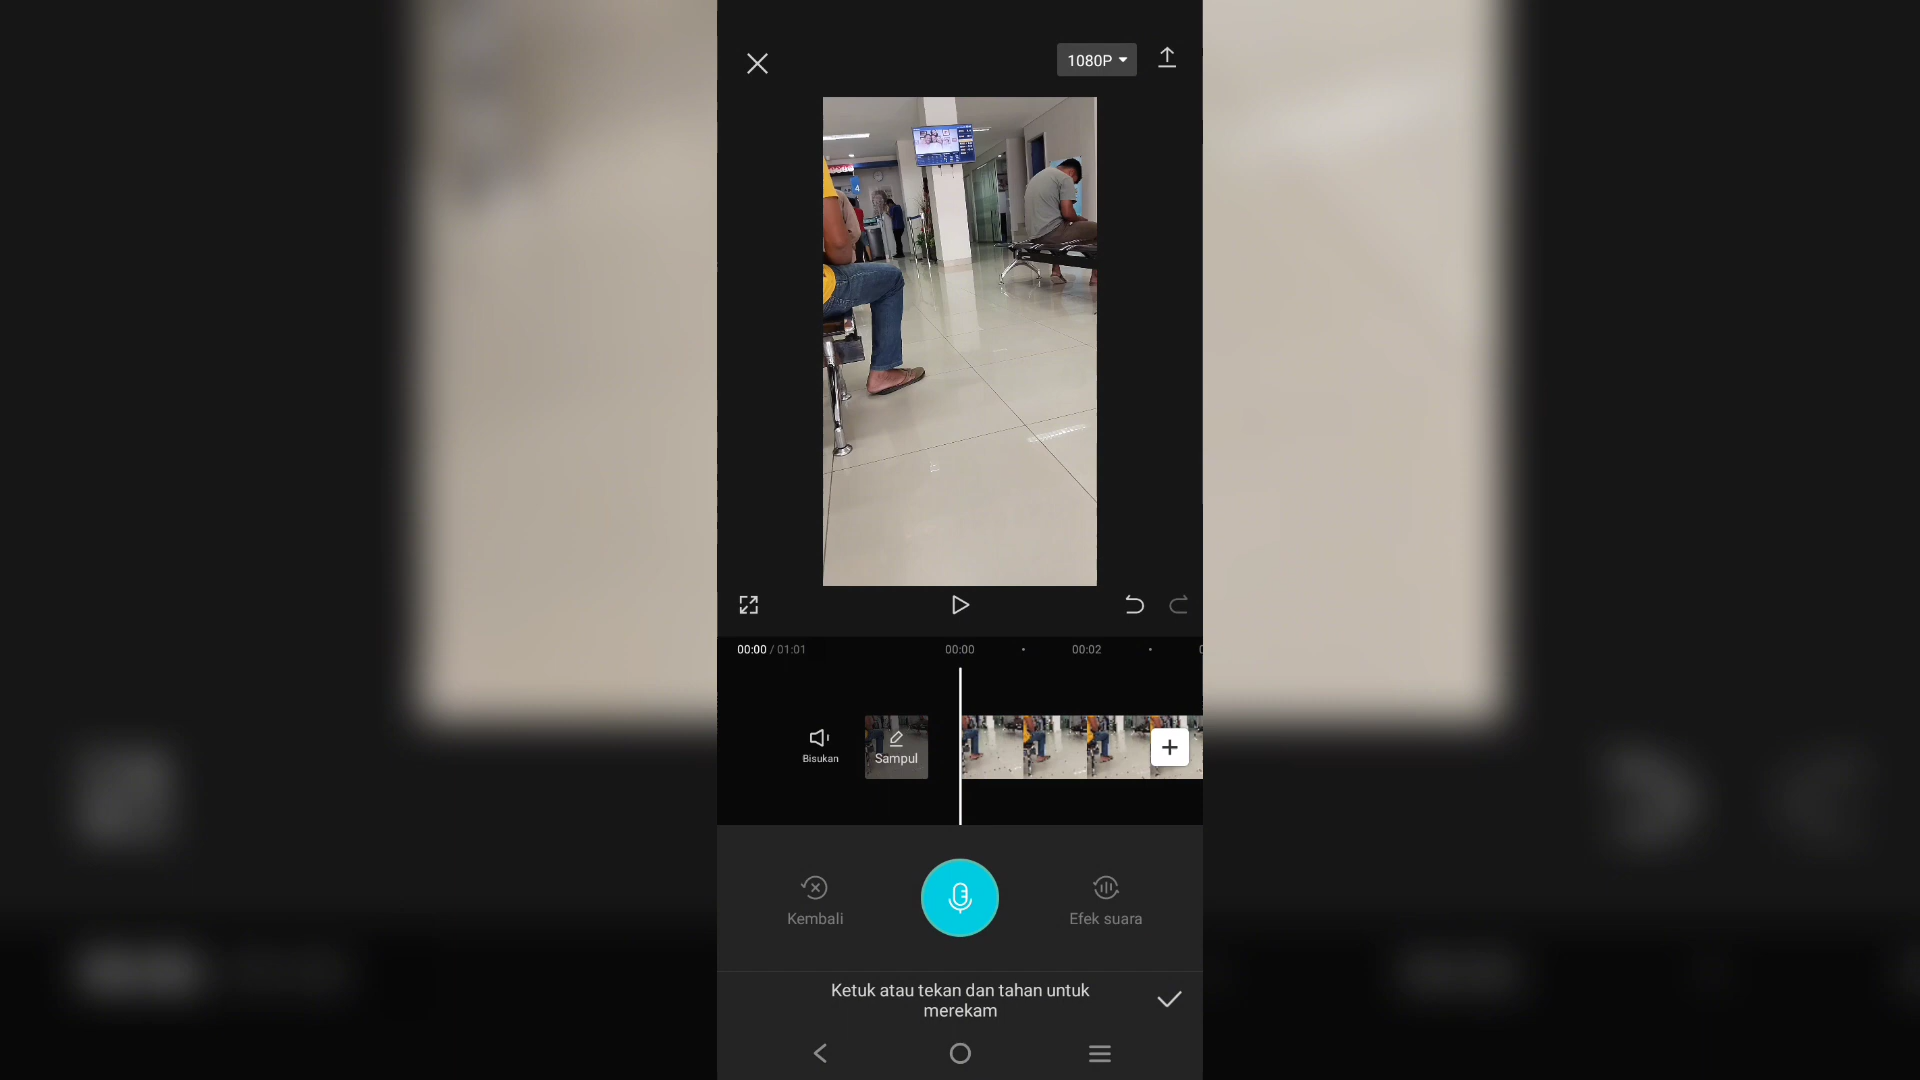 1080P
4
00:00 / 01:01
00:00
00:02
Bisukan
Sampul
Kembali
Efek suara
Ketuk atau tekan dan tahan untuk
merekam